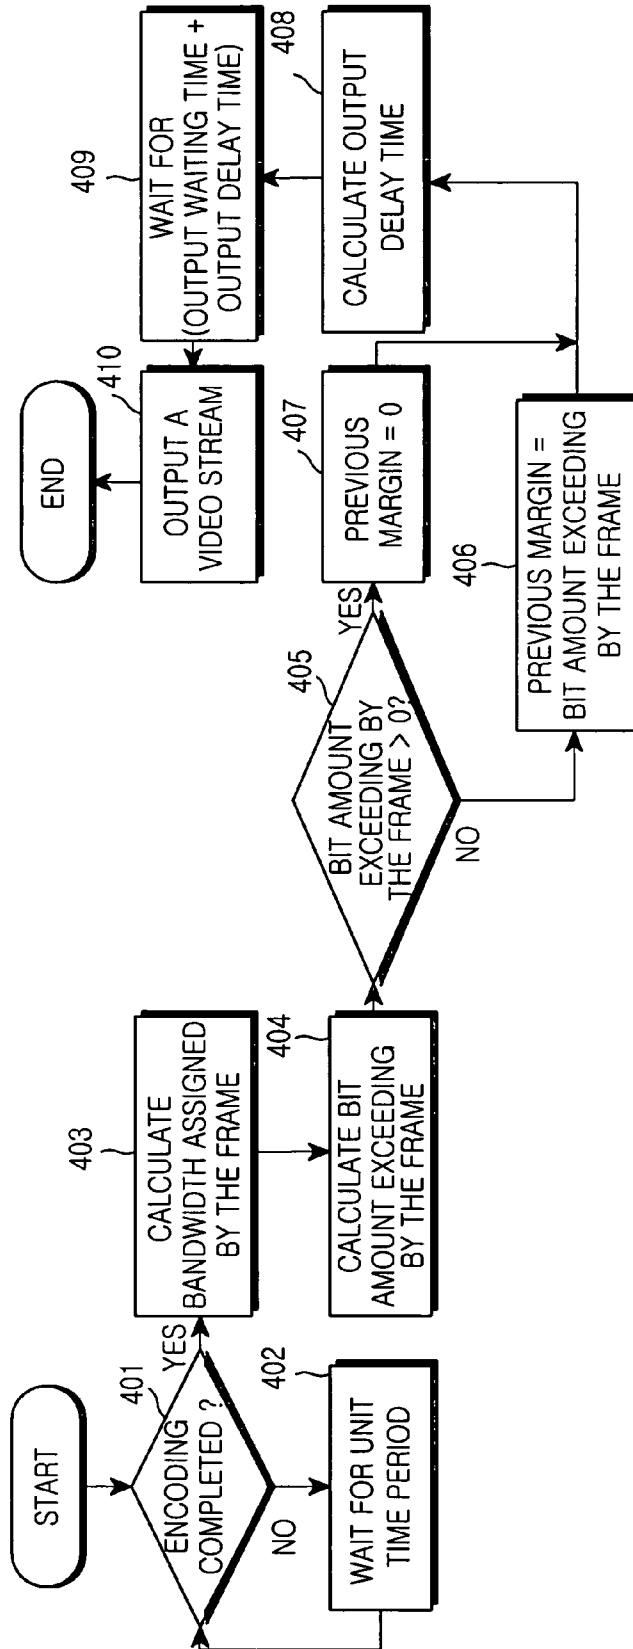 START
401
ENCODING
COMPLETED ?
YES
NO
402
WAIT FOR UNIT
TIME PERIOD
403
CALCULATE
BANDWIDTH ASSIGNED
BY THE FRAME
404
CALCULATE BIT
AMOUNT EXCEEDING
BY THE FRAME
405
BIT AMOUNT
EXCEEDING BY
THE FRAME > 0?
YES
NO
406
PREVIOUS MARGIN =
BIT AMOUNT EXCEEDING
BY THE FRAME
407
PREVIOUS
MARGIN = 0
408
CALCULATE OUTPUT
DELAY TIME
409
WAIT FOR
(OUTPUT WAITING TIME +
OUTPUT DELAY TIME)
410
OUTPUT A
VIDEO STREAM
END